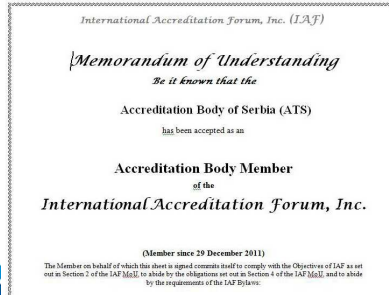 International Accreditation Forum, Inc. (IAF)
Memorandum of Understanding
Be it known that the
Accreditation Body of Serbia (ATS)
has been accepted as an
Accreditation Body Member
of the
International Accreditation Forum, Inc.
(Member since 29 December 2011)
The Member on behalf of which this sheet is signed commits itself to comply with the Objectives of IAF as set
out in Section 2 of the IAF MoU, to abide by the obligations set out in Section 4 of the IAF MoU, and to abide
by the requirements of the IAF Bylaws: